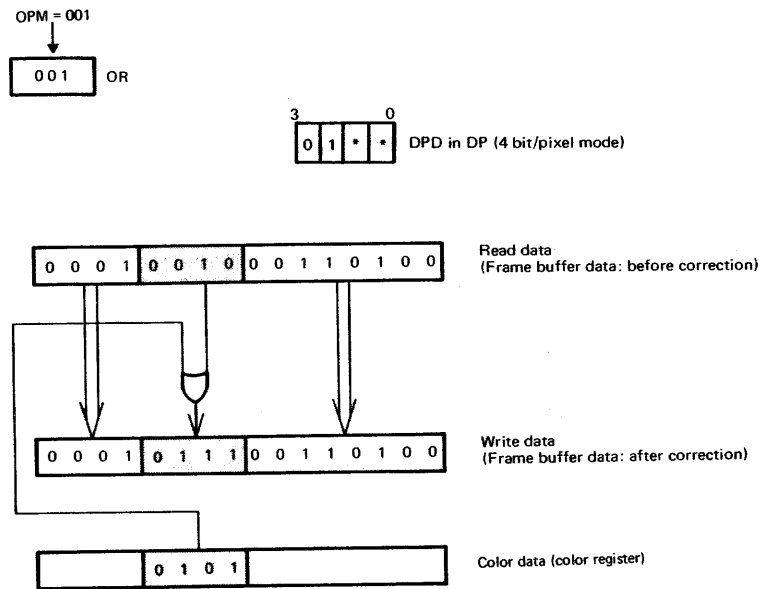 OPM = 001
001 OR
3 0
0 1 * * DPD in DP (4 bit/pixel mode)
Read data
0 0 0 1 0 0 1 0 0 0 1 1 0 1 0 0 (Frame buffer data: before correction)
Write data
0 0 0 1 0 1 1 1 0 0 1 1 0 1 0 0 (Frame buffer data: after correction)
0 1 0 1 Color data (color register)